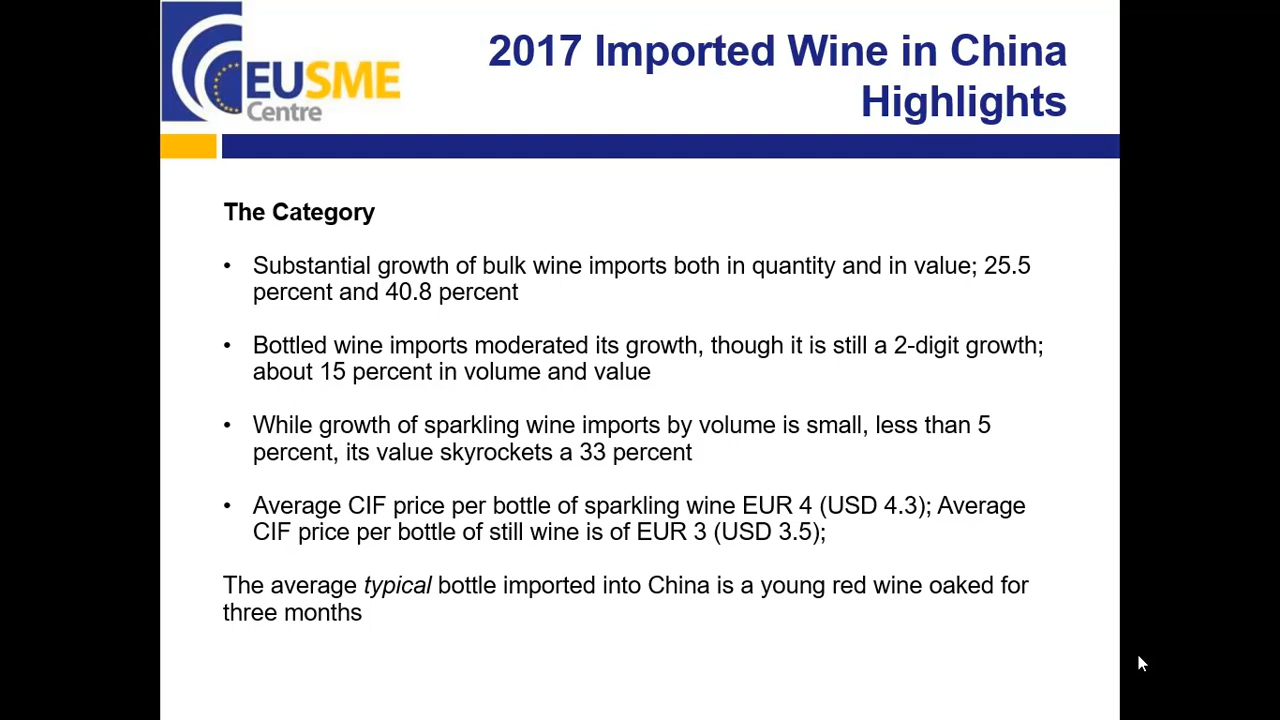 EUSME
Centre
2017 Imported Wine in China
Highlights
The Category
• Substantial growth of bulk wine imports both in quantity and in value; 25.5
percent and 40.8 percent
• Bottled wine imports moderated its growth, though it is still a 2-digit growth;
about 15 percent in volume and value
• While growth of sparkling wine imports by volume is small, less than 5
percent, its value skyrockets a 33 percent
• Average CIF price per bottle of sparkling wine EUR 4 (USD 4.3); Average
CIF price per bottle of still wine is of EUR 3 (USD 3.5);
The average typical bottle imported into China is a young red wine oaked for
three months